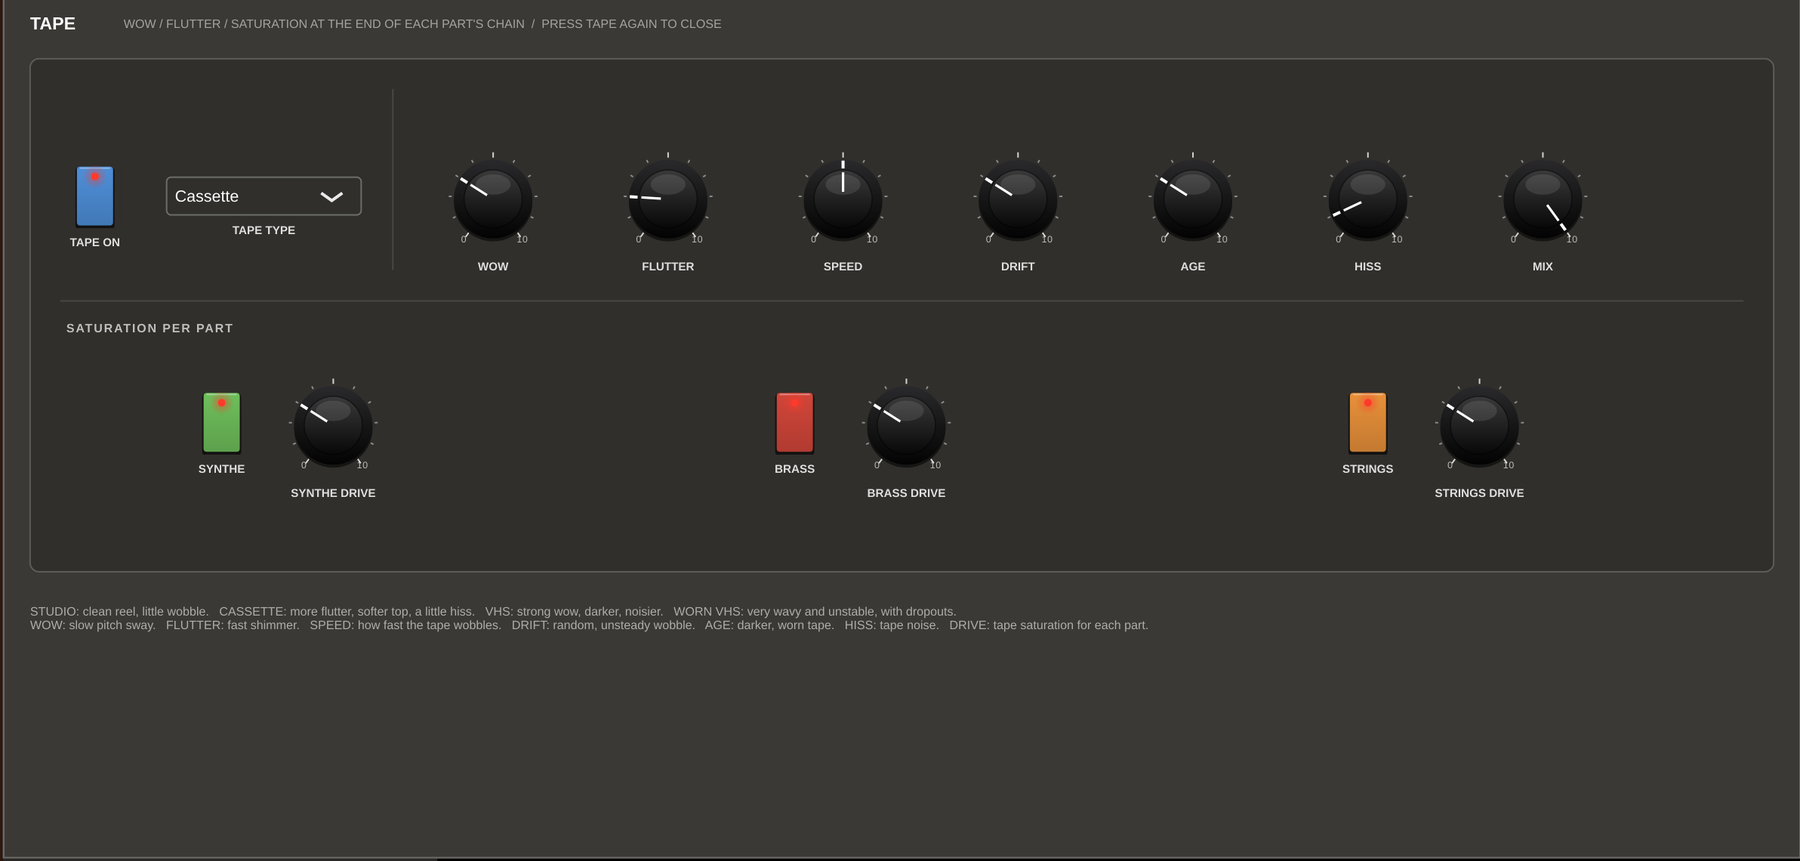 TAPE WOW / FLUTTER / SATURATION AT THE END OF EACH PART'S CHAIN / PRESS TAPE AGAIN TO CLOSE
Cassette
TAPE ON
TAPE TYPE
0 10
WOW
0 10
FLUTTER
0 10
SPEED
0 10
DRIFT
0 10
AGE
0 10
HISS
0 10
MIX
SATURATION PER PART
SYNTHE
0 10
SYNTHE DRIVE
BRASS
0 10
BRASS DRIVE
STRINGS
0 10
STRINGS DRIVE
STUDIO: clean reel, little wobble. CASSETTE: more flutter, softer top, a little hiss. VHS: strong wow, darker, noisier. WORN VHS: very wavy and unstable, with dropouts.
WOW: slow pitch sway. FLUTTER: fast shimmer. SPEED: how fast the tape wobbles. DRIFT: random, unsteady wobble. AGE: darker, worn tape. HISS: tape noise. DRIVE: tape saturation for each part.